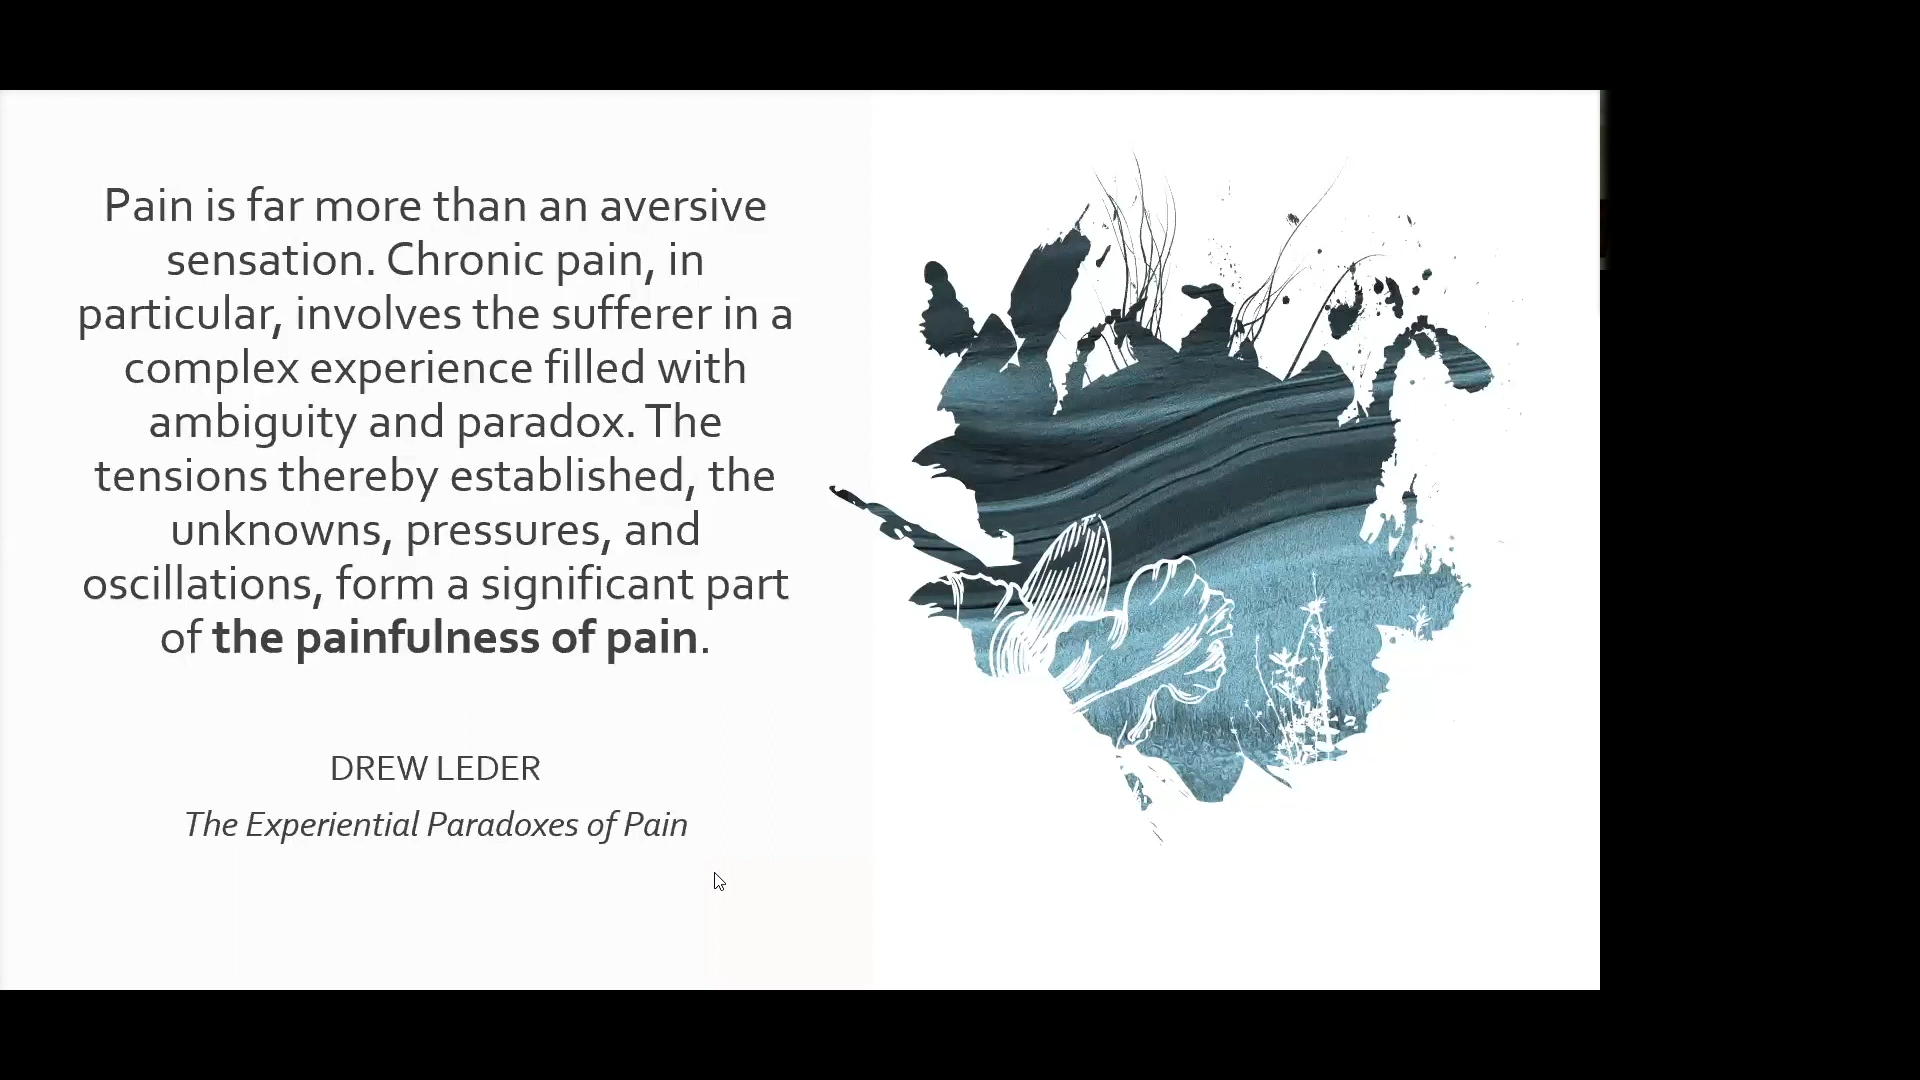 Pain is far more than an aversive
sensation. Chronic pain, in
particular, involves the sufferer in a
complex experience filled with
ambiguity and paradox. The
tensions thereby established, the
unknowns, pressures, and
oscillations, form a significant part
of the painfulness of pain.
DREW LEDER
The Experiential Paradoxes of Pain